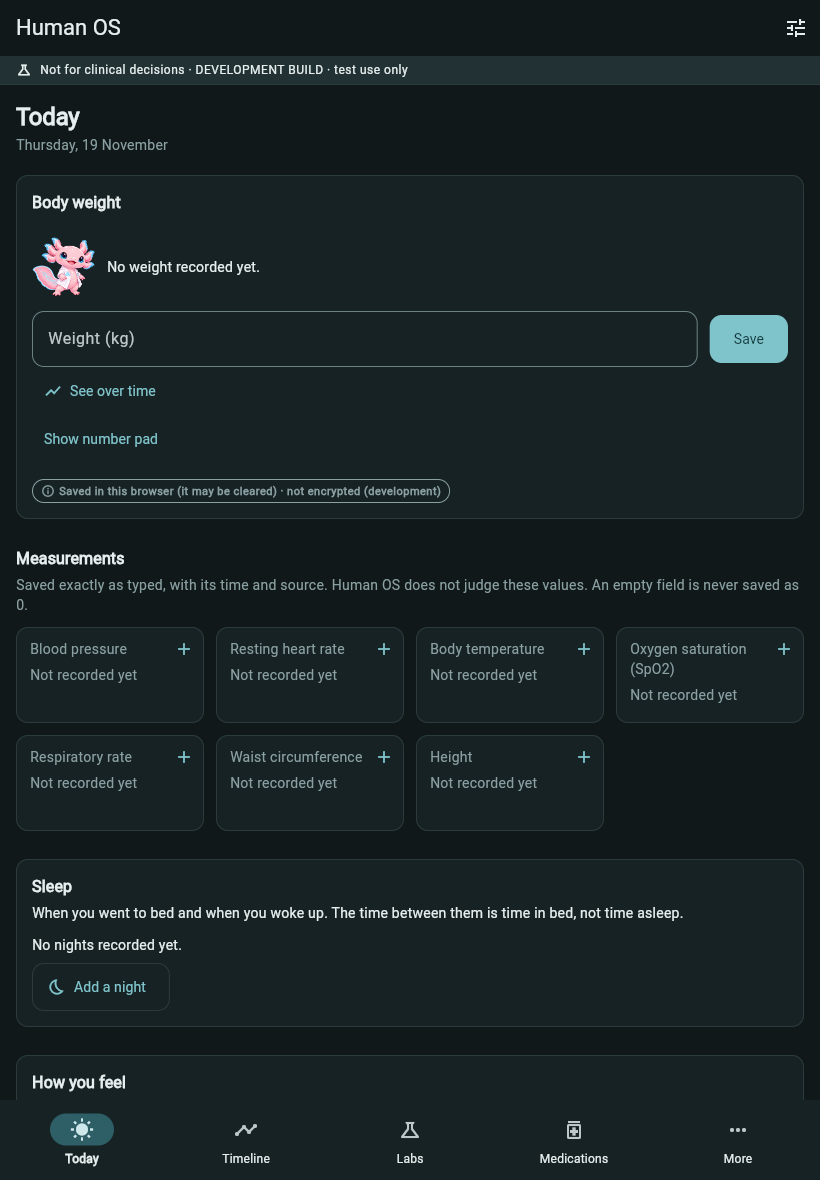 Human OS
Not for clinical decisions · DEVELOPMENT BUILD · test use only
Today
Thursday, 19 November
Body weight
No weight recorded yet.
Weight (kg)
Save
See over time
Show number pad
Saved in this browser (it may be cleared) · not encrypted (development)
Measurements
Saved exactly as typed, with its time and source. Human OS does not judge these values. An empty field is never saved as
0.
Blood pressure
Not recorded yet
Resting heart rate
Not recorded yet
Body temperature
Not recorded yet
Oxygen saturation
(SpO2)
Not recorded yet
Respiratory rate
Not recorded yet
Waist circumference
Not recorded yet
Height
Not recorded yet
Sleep
When you went to bed and when you woke up. The time between them is time in bed, not time asleep.
No nights recorded yet.
Add a night
How you feel
Today
Timeline
Labs
Medications
More